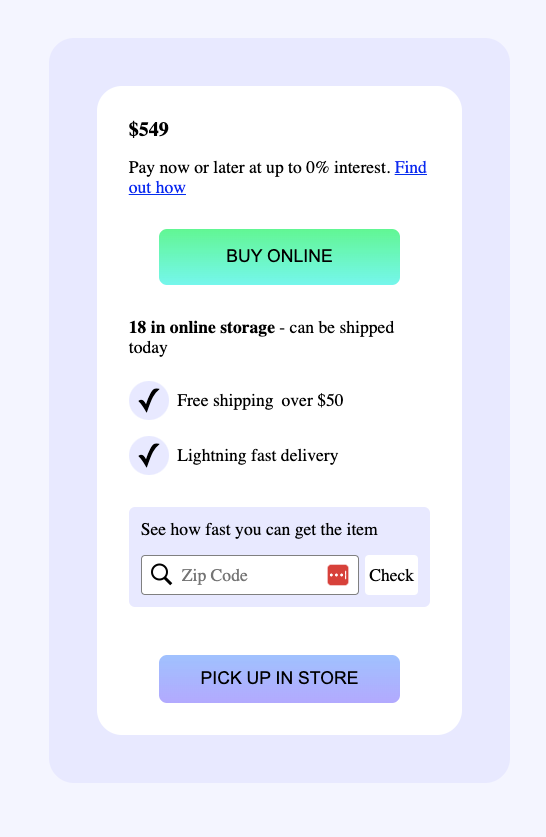 $549
Pay now or later at up to 0% interest. Find
out how
BUY ONLINE
18 in online storage - can be shipped
today
Free shipping over $50
Lightning fast delivery
See how fast you can get the item
Zip Code
Check
PICK UP IN STORE